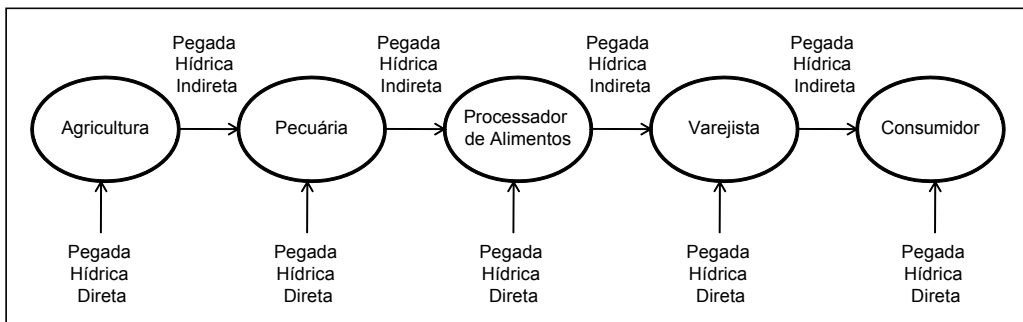 Pegada
Hídrica
Indireta
Pegada
Hídrica
Indireta
Pegada
Hídrica
Indireta
Pegada
Hídrica
Indireta
Agricultura
Pecuária
Processador
de Alimentos
Varejista
Consumidor
Pegada
Hídrica
Direta
Pegada
Hídrica
Direta
Pegada
Hídrica
Direta
Pegada
Hídrica
Direta
Pegada
Hídrica
Direta